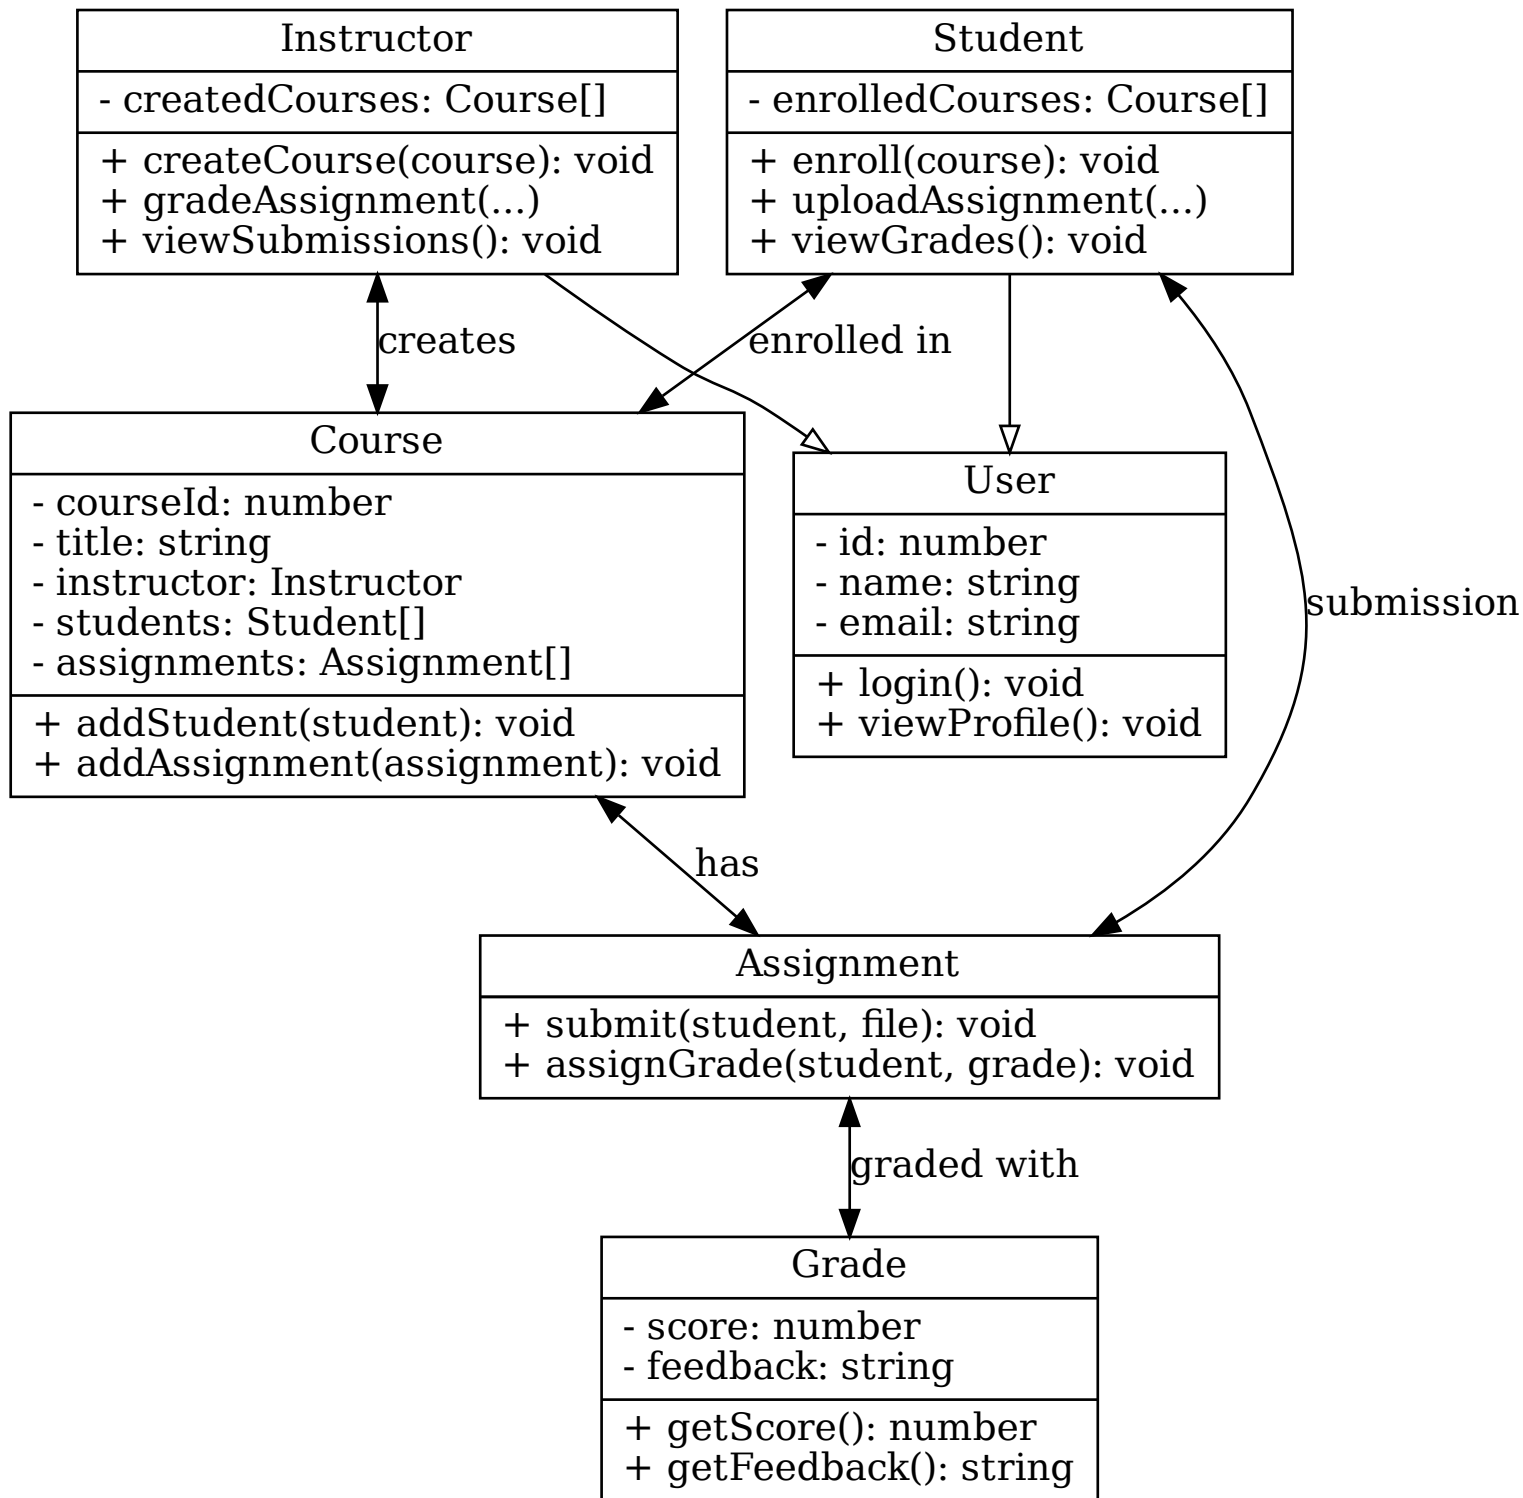 Instructor
- createdCourses: Course[]
+ createCourse(course): void
+ gradeAssignment(...)
+ viewSubmissions(): void
Student
- enrolledCourses: Course[]
+ enroll(course): void
+ uploadAssignment(...)
+ viewGrades(): void
creates
enrolled in
Course
- courseId: number
- title: string
- instructor: Instructor
- students: Student[]
- assignments: Assignment[]
+ addStudent(student): void
+ addAssignment(assignment): void
User
- id: number
- name: string
- email: string
+ login(): void
+ viewProfile(): void
submission
has
Assignment
+ submit(student, file): void
+ assignGrade(student, grade): void
graded with
Grade
- score: number
- feedback: string
+ getScore(): number
+ getFeedback(): string